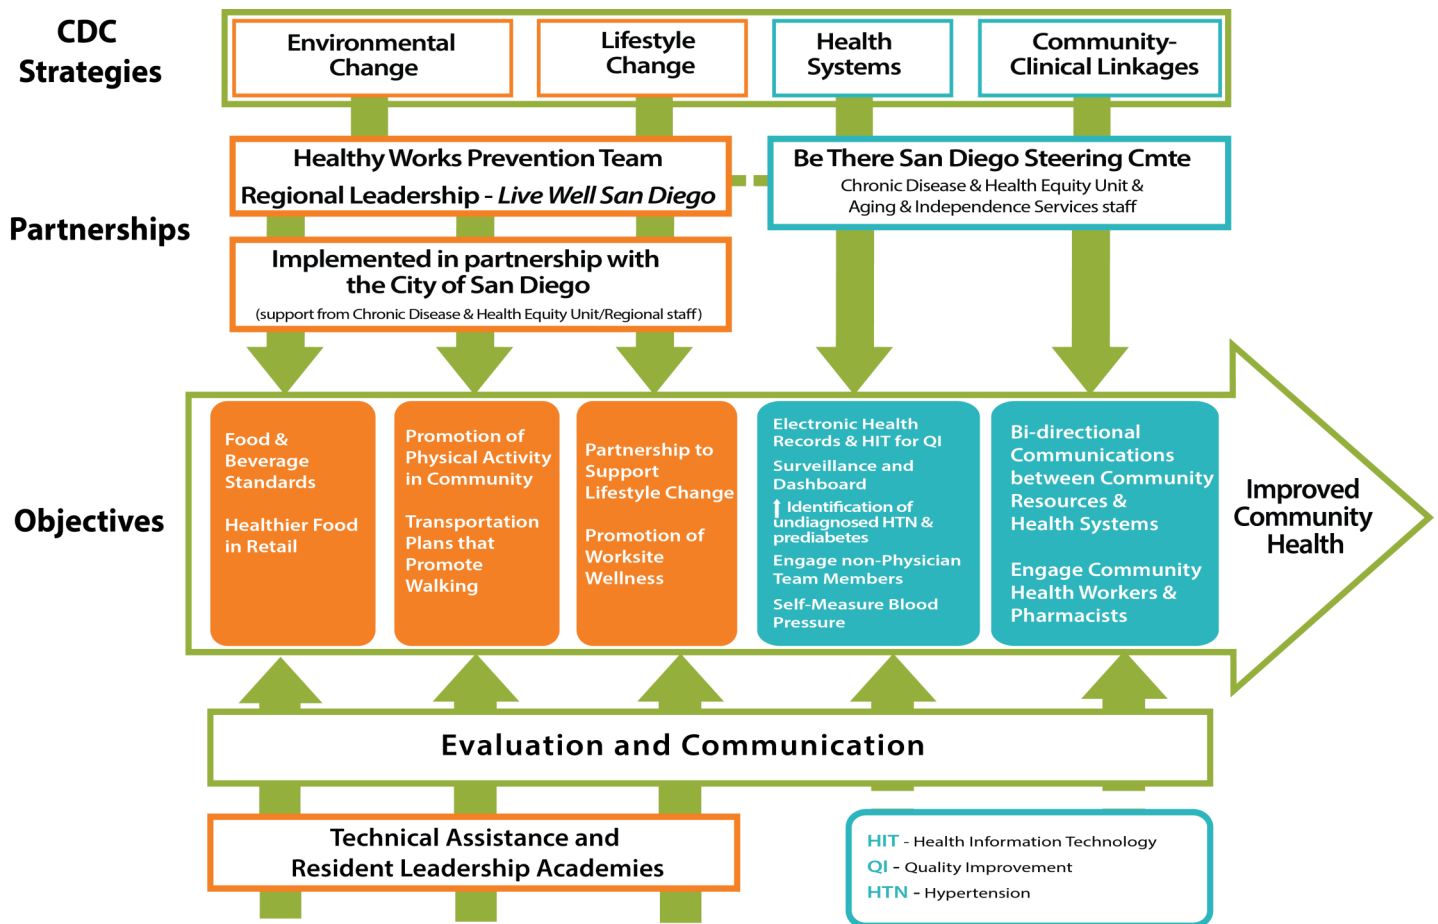 CDC
Strategies
Environmental
Change
Lifestyle
Change
Health
Systems
Community-
Clinical Linkages
Partnerships
Healthy Works Prevention Team
Regional Leadership - Live Well San Diego
Be There San Diego Steering Cmte
Chronic Disease & Health Equity Unit &
Aging & Independence Services staff
Implemented in partnership with
the City of San Diego
(support from Chronic Disease & Health Equity Unit/Regional staff)
Objectives
Food &
Beverage
Standards
Healthier Food
in Retail
Promotion of
Physical Activity
in Community
Transportation
Plans that
Promote
Walking
Partnership to
Support
Lifestyle Change
Promotion of
Worksite
Wellness
Electronic Health
Records & HIT for QI
Surveillance and
Dashboard
↑ Identification of
undiagnosed HTN &
prediabetes
Engage non-Physician
Team Members
Self-Measure Blood
Pressure
Bi-directional
Communications
between Community
Resources &
Health Systems
Engage Community
Health Workers &
Pharmacists
Improved
Community
Health
Evaluation and Communication
Technical Assistance and
Resident Leadership Academies
HIT - Health Information Technology
QI - Quality Improvement
HTN - Hypertension